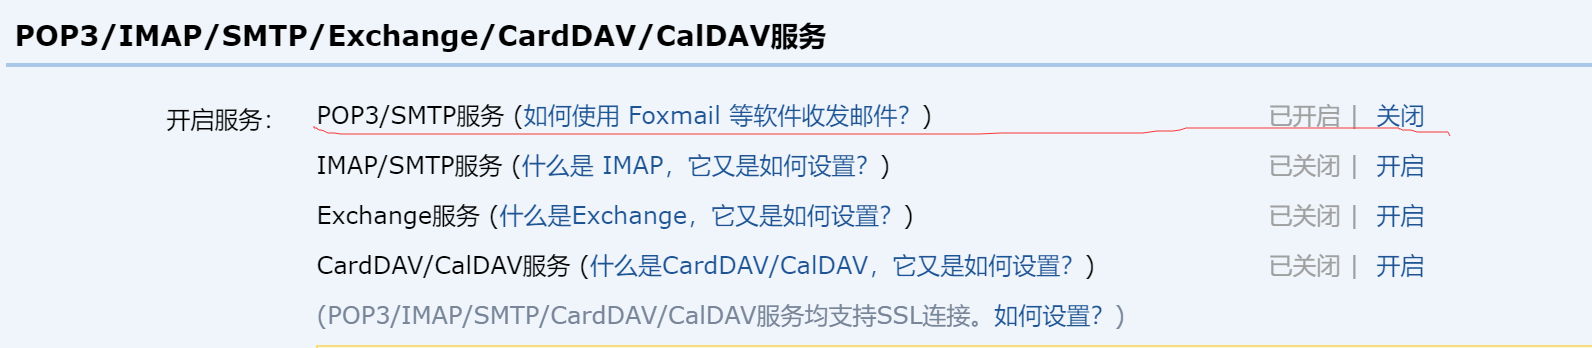 POP3/IMAP/SMTP/Exchange/CardDAV/CalDAV服务
开启服务： POP3/SMTP服务 (如何使用 Foxmail 等软件收发邮件？) 已开启 | 关闭
IMAP/SMTP服务 (什么是 IMAP，它又是如何设置？) 已关闭 | 开启
Exchange服务 (什么是Exchange，它又是如何设置？) 已关闭 | 开启
CardDAV/CalDAV服务 (什么是CardDAV/CalDAV，它又是如何设置？) 已关闭 | 开启
(POP3/IMAP/SMTP/CardDAV/CalDAV服务均支持SSL连接。如何设置？)